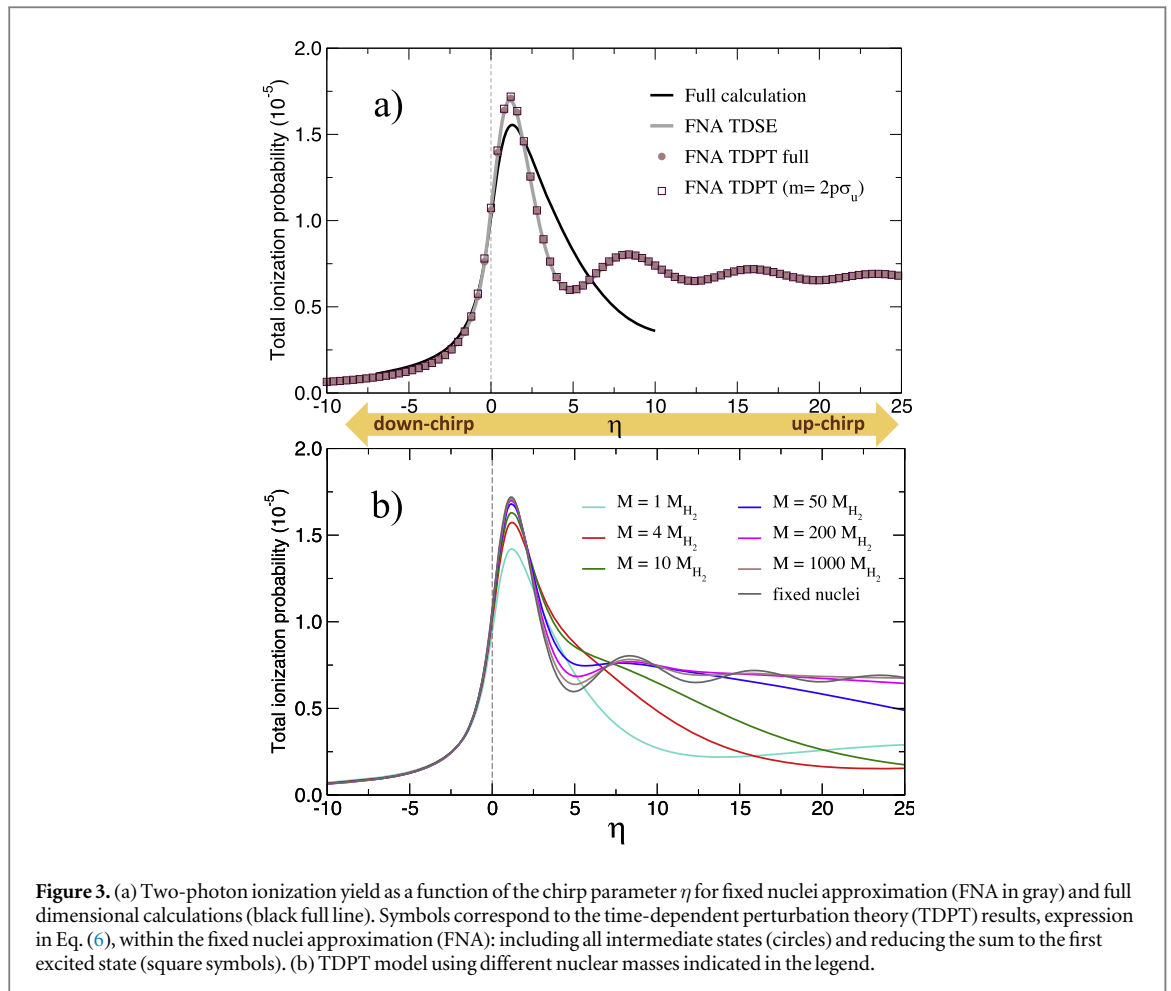 2.0
1.5
1.0
0.5
0.0
Total ionization probability (10⁻⁵)
a)
Full calculation
FNA TDSE
FNA TDPT full
FNA TDPT (m= 2pσᵤ)
-10 -5 0 5 10 15 20 25
down-chirp η up-chirp
2.0
1.5
1.0
0.5
0.0
Total ionization probability (10⁻⁵)
b)
M = 1 M_H₂ M = 50 M_H₂
M = 4 M_H₂ M = 200 M_H₂
M = 10 M_H₂ M = 1000 M_H₂
fixed nuclei
-10 -5 0 5 10 15 20 25
η
Figure 3. (a) Two-photon ionization yield as a function of the chirp parameter η for fixed nuclei approximation (FNA in gray) and full
dimensional calculations (black full line). Symbols correspond to the time-dependent perturbation theory (TDPT) results, expression
in Eq. (6), within the fixed nuclei approximation (FNA): including all intermediate states (circles) and reducing the sum to the first
excited state (square symbols). (b) TDPT model using different nuclear masses indicated in the legend.